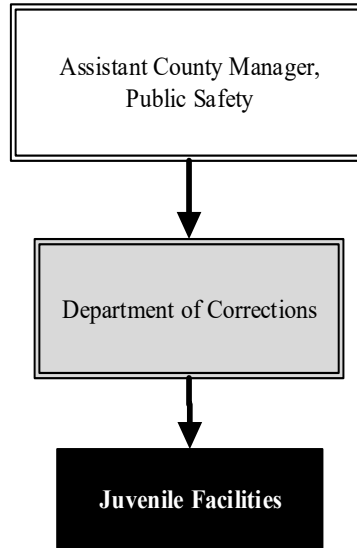 Assistant County Manager,
Public Safety
Department of Corrections
Juvenile Facilities